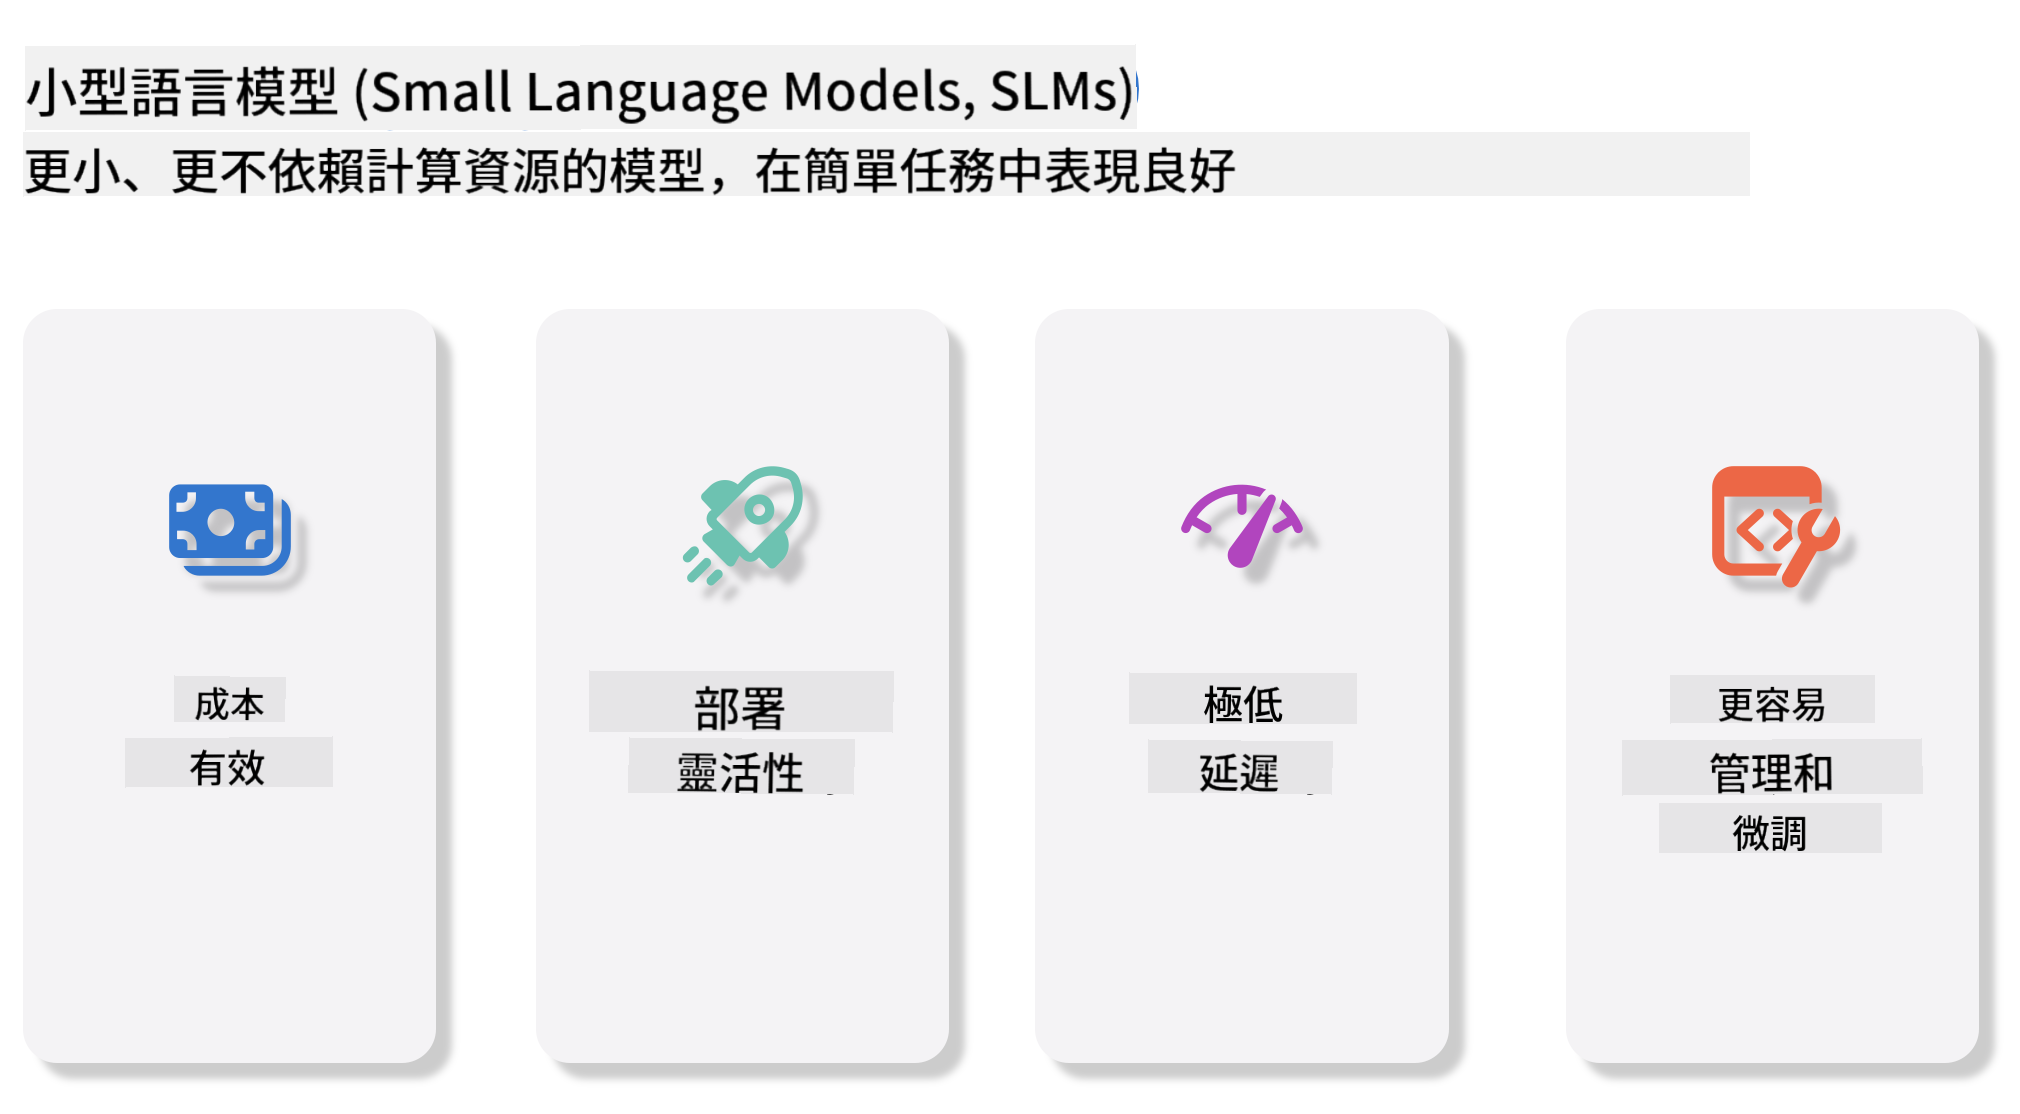 小型語言模型 (Small Language Models, SLMs)
更小、更不依賴計算資源的模型，在簡單任務中表現良好
成本
有效
部署
靈活性
極低
延遲
更容易
管理和
微調